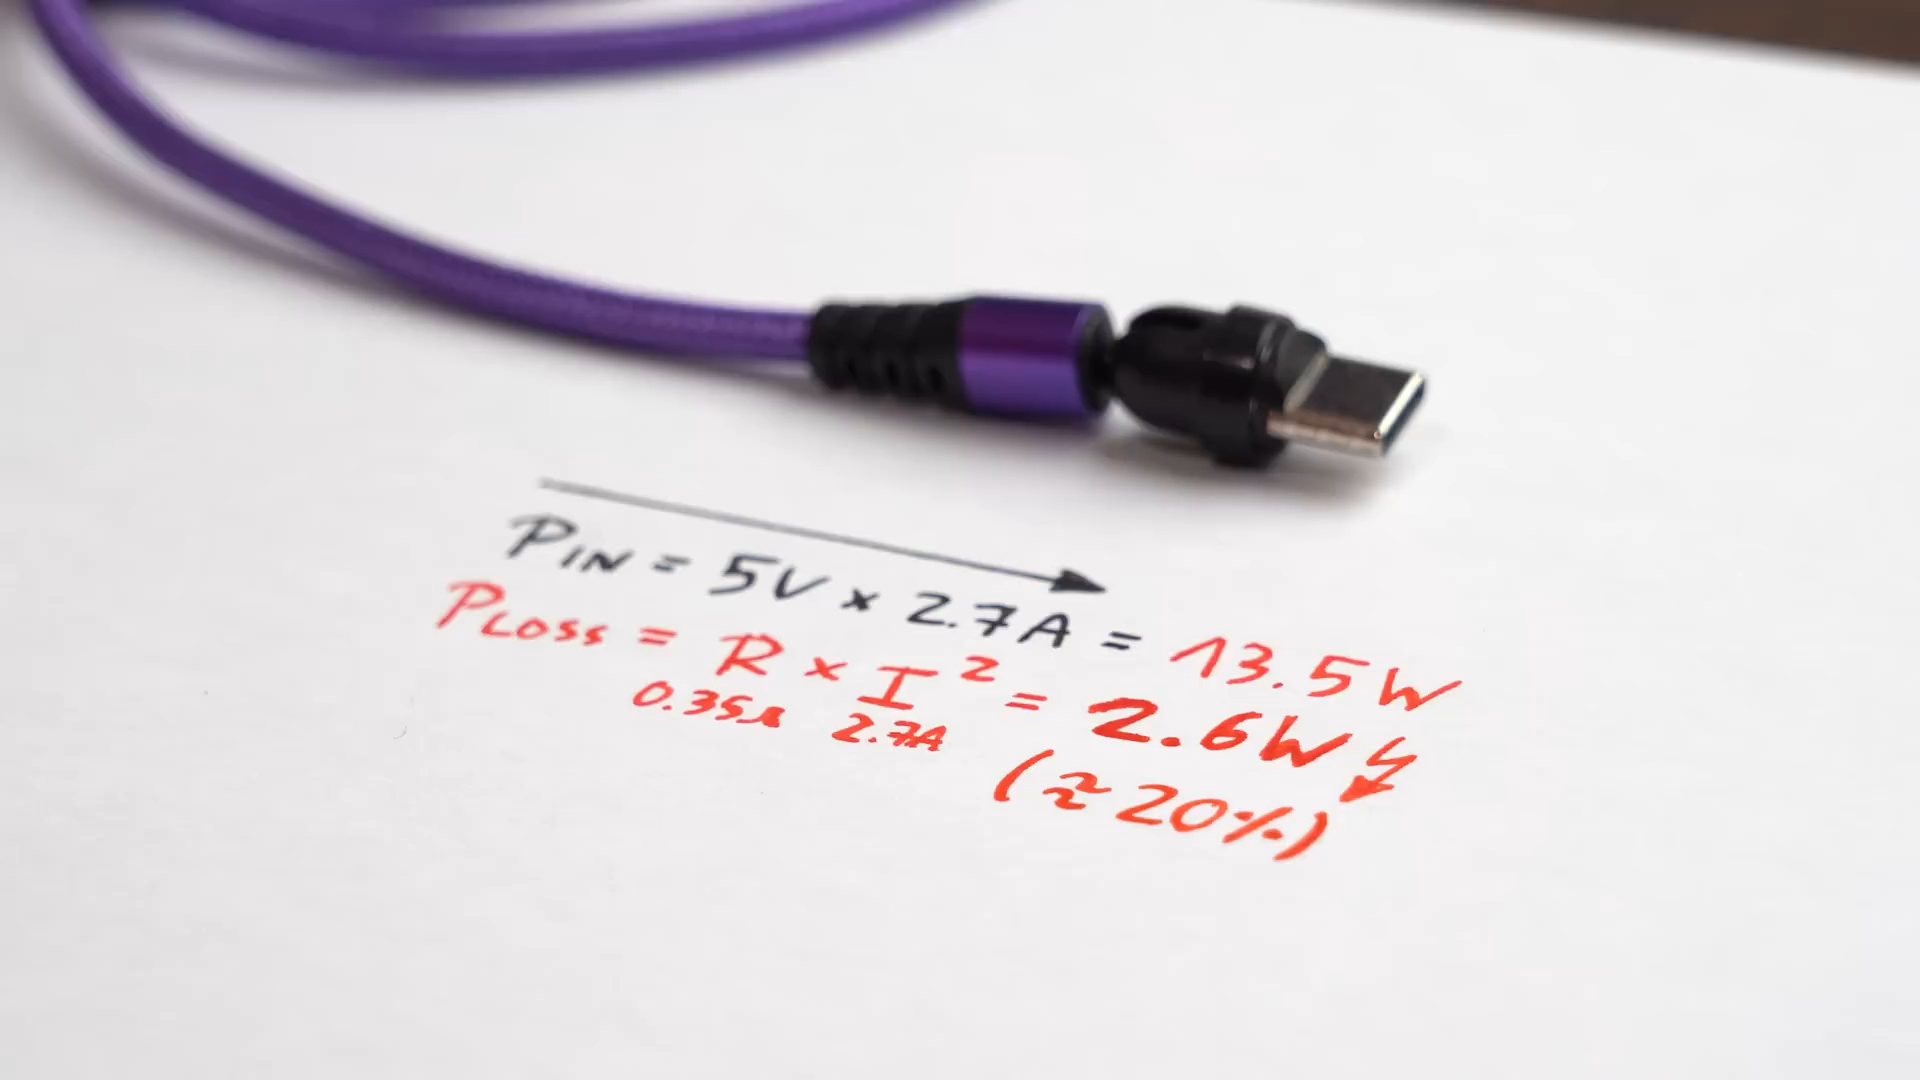 PIN = 5V × 2.7A = 13.5W
PLOSS = R × I² = 2.6W
0.35Ω 2.7A
(≈20%)